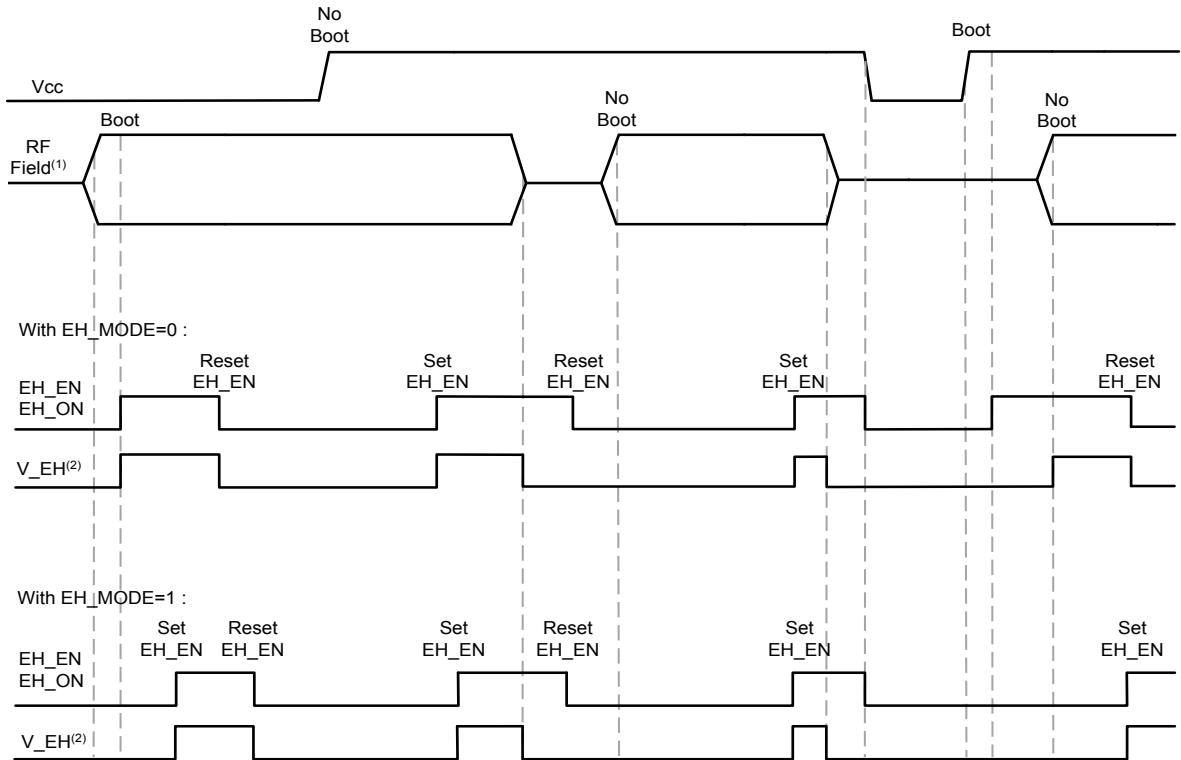 No
Boot
Boot
Vcc
Boot
No
Boot
No
Boot
RF
Field(1)
With EH_MODE=0 :
Reset
EH_EN
Set
EH_EN
Reset
EH_EN
Set
EH_EN
Reset
EH_EN
EH_EN
EH_ON
V_EH(2)
With EH_MODE=1 :
Set
EH_EN
Reset
EH_EN
Set
EH_EN
Reset
EH_EN
Set
EH_EN
Set
EH_EN
EH_EN
EH_ON
V_EH(2)